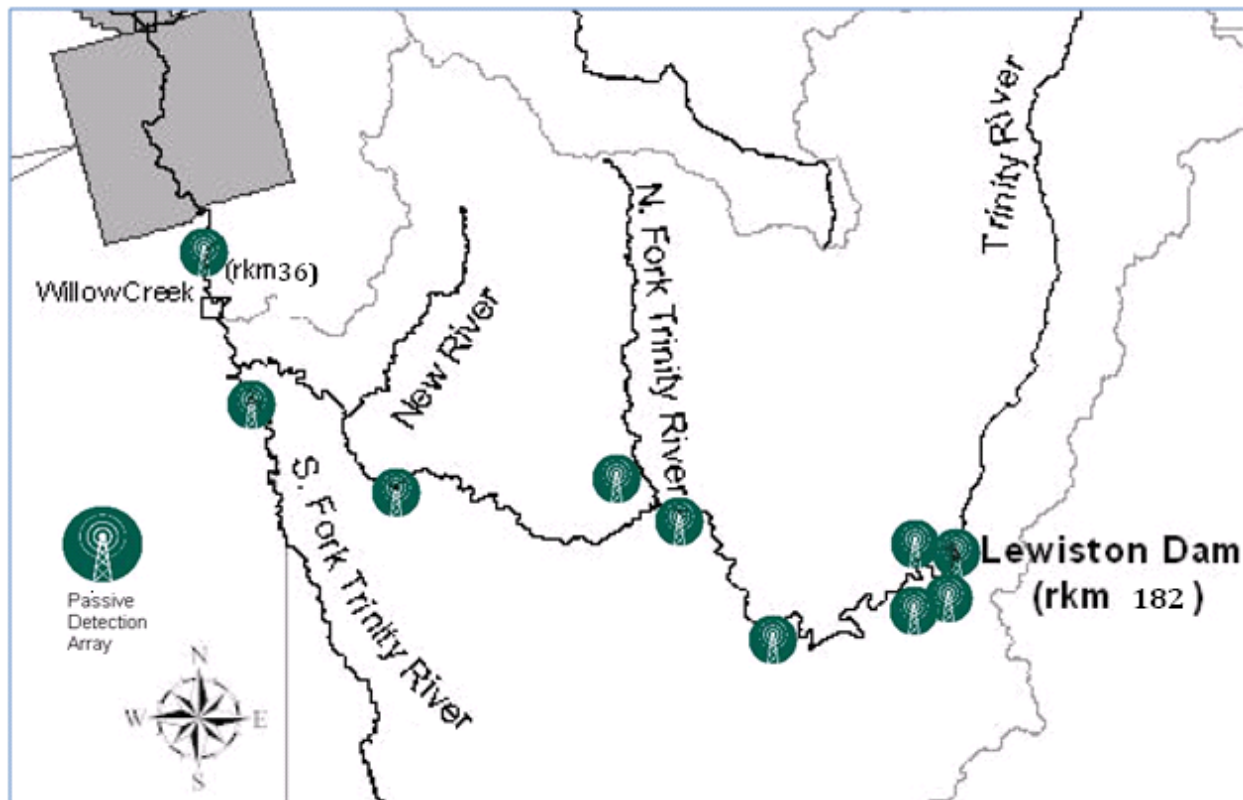 Trinity River
N. Fork Trinity River
(rkm36)
WillowCreek
New River
S. Fork Trinity River
Lewiston Dam
(rkm 182)
Passive
Detection
Array
N
W E
S